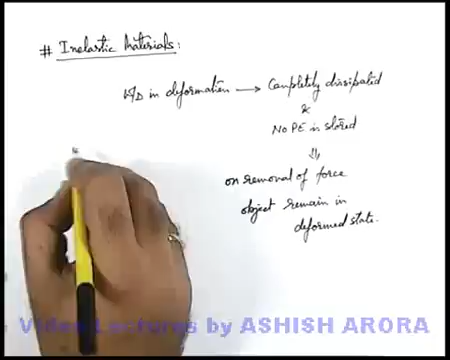 # Inelastic Materials:
WD in deformation → Completely dissipated
&
No PE is stored
⇓
on removal of force
object remain in
deformed state.
Video Lectures by ASHISH ARORA